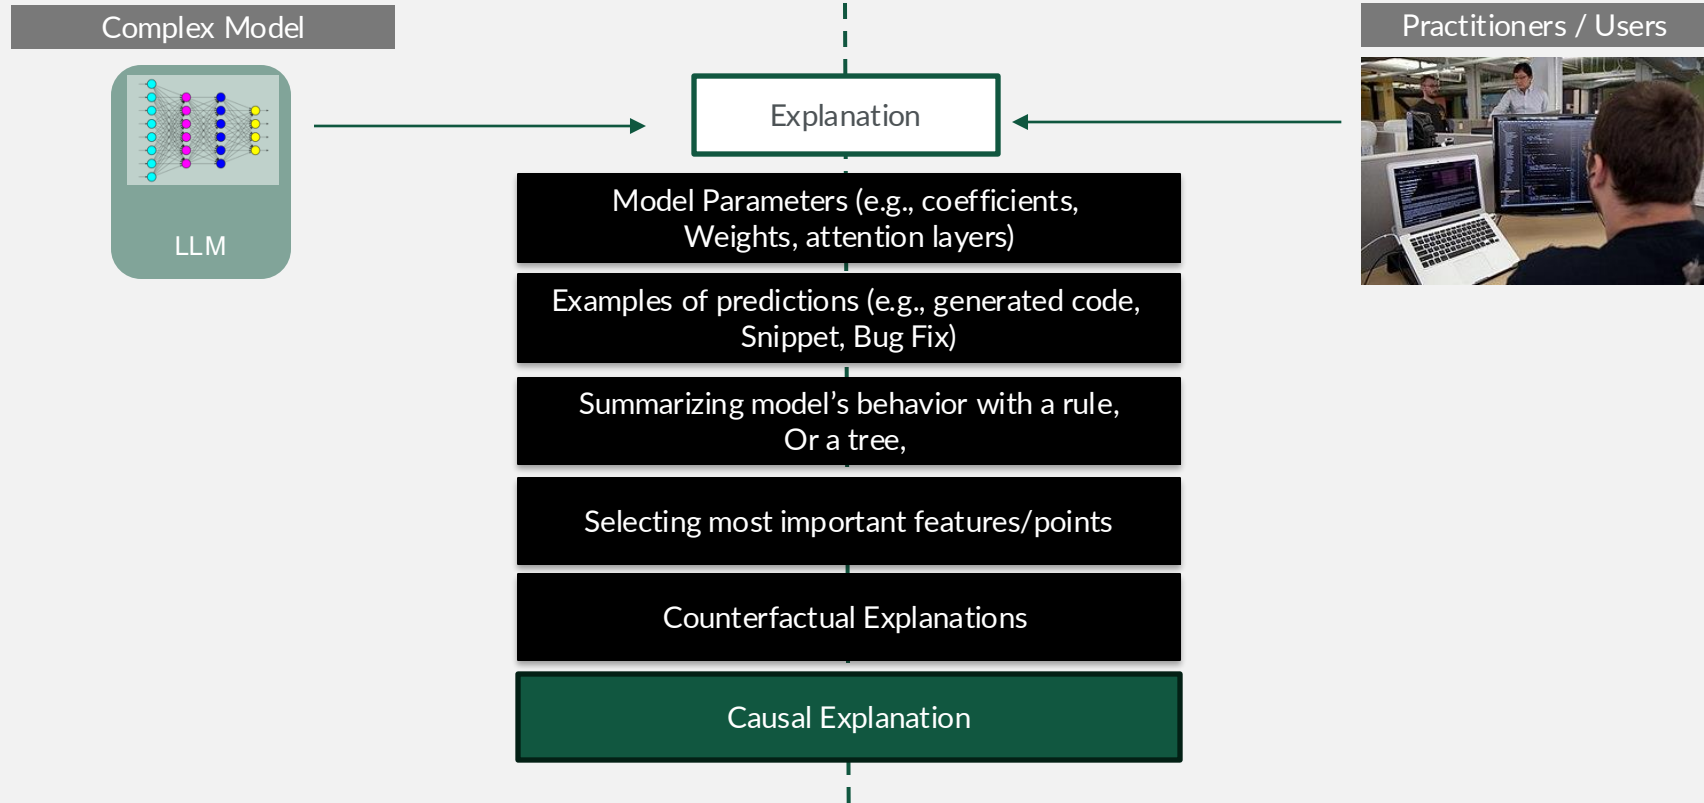 Complex Model
Practitioners / Users
Explanation
LLM
Model Parameters (e.g., coefficients,
Weights, attention layers)
Examples of predictions (e.g., generated code,
Snippet, Bug Fix)
Summarizing model’s behavior with a rule,
Or a tree,
Selecting most important features/points
Counterfactual Explanations
Causal Explanation